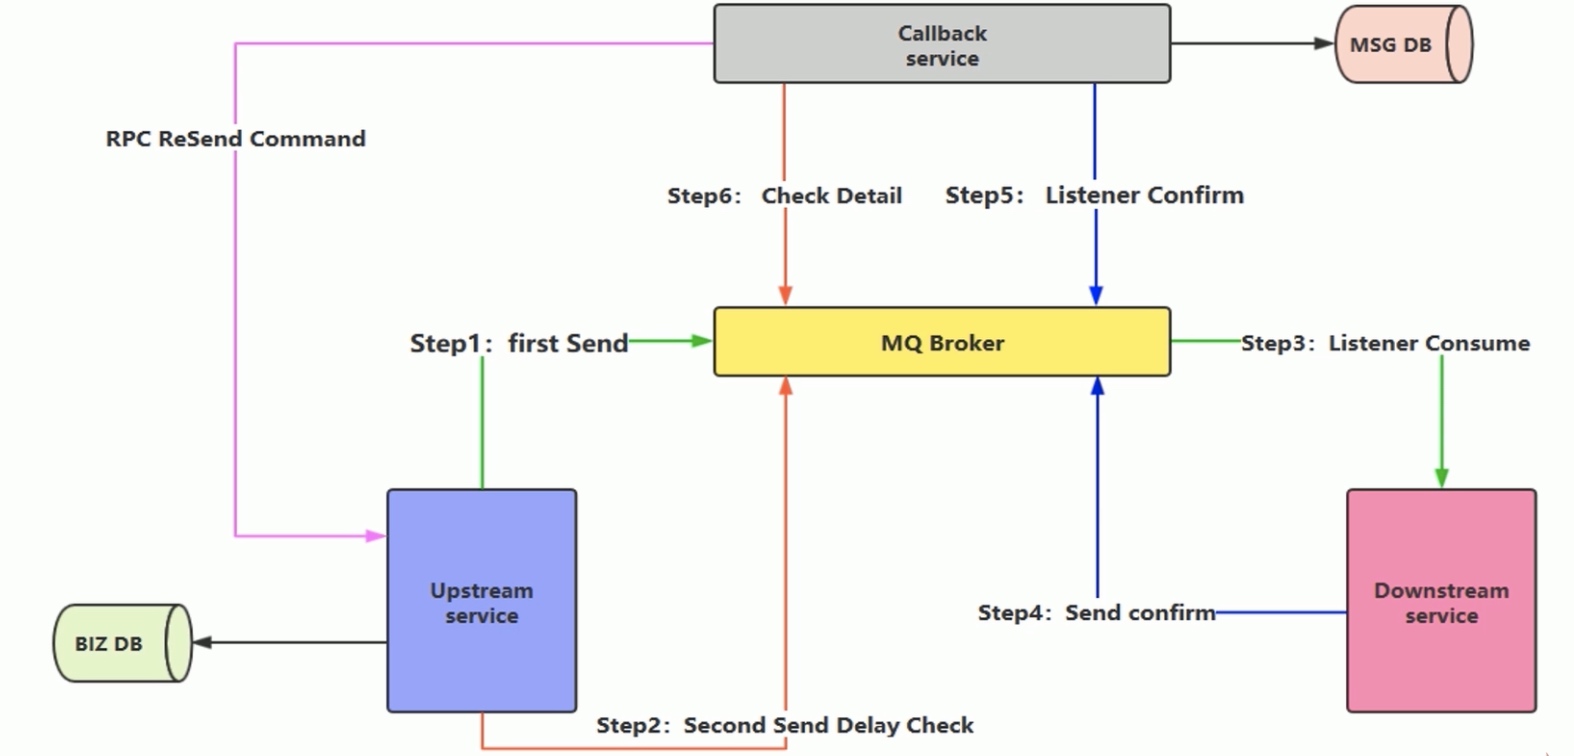 Callback
service
MSG DB
RPC ReSend Command
Step6： Check Detail
Step5： Listener Confirm
Step1：first Send
MQ Broker
Step3：Listener Consume
Upstream
service
Downstream
service
Step4：Send confirm
BIZ DB
Step2：Second Send Delay Check